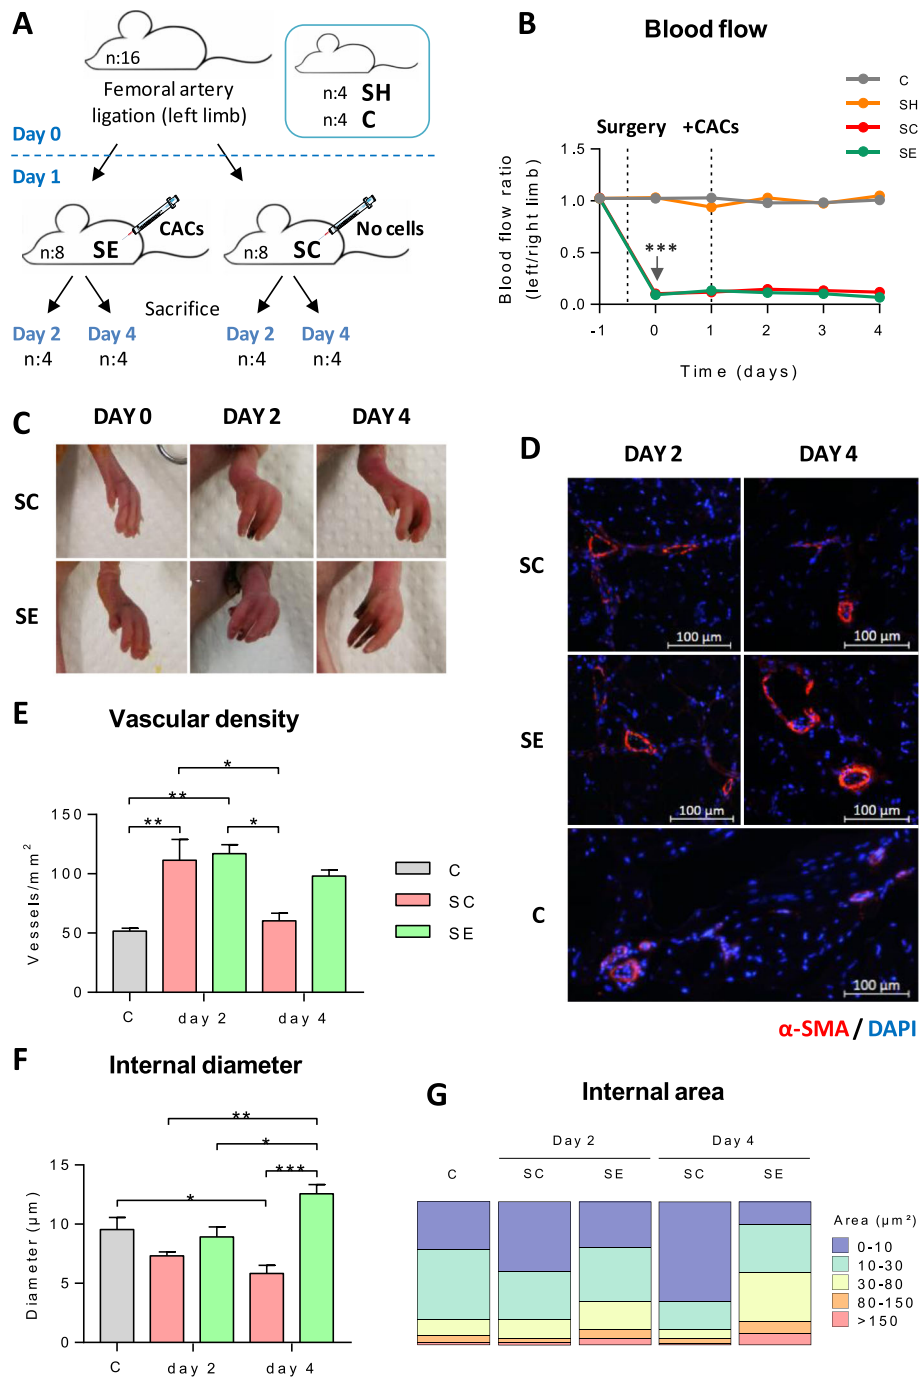 A
n:16
Femoral artery
ligation (left limb)
n:4 SH
n:4 C
Day 0
Day 1
n:8 SE CACs
n:8 SC No cells
Sacrifice
Day 2 Day 4 Day 2 Day 4
n:4 n:4 n:4 n:4
B
Blood flow
C
SH
SC
SE
Surgery +CACs
Blood flow ratio
(left/right limb)
1.5
1.0
0.5
0.0
***
-1 0 1 2 3 4
Time (days)
C
DAY 0 DAY 2 DAY 4
SC
SE
D
DAY 2 DAY 4
SC
100 µm 100 µm
SE
100 µm 100 µm
C
100 µm
α-SMA / DAPI
E
Vascular density
*
**
** *
Vessels/mm²
150
100
50
0
C day 2 day 4
C
SC
SE
F
Internal diameter
**
*
***
*
Diameter (µm)
15
10
5
0
C day 2 day 4
G
Internal area
Day 2 Day 4
C SC SE SC SE
Area (µm²)
0-10
10-30
30-80
80-150
>150